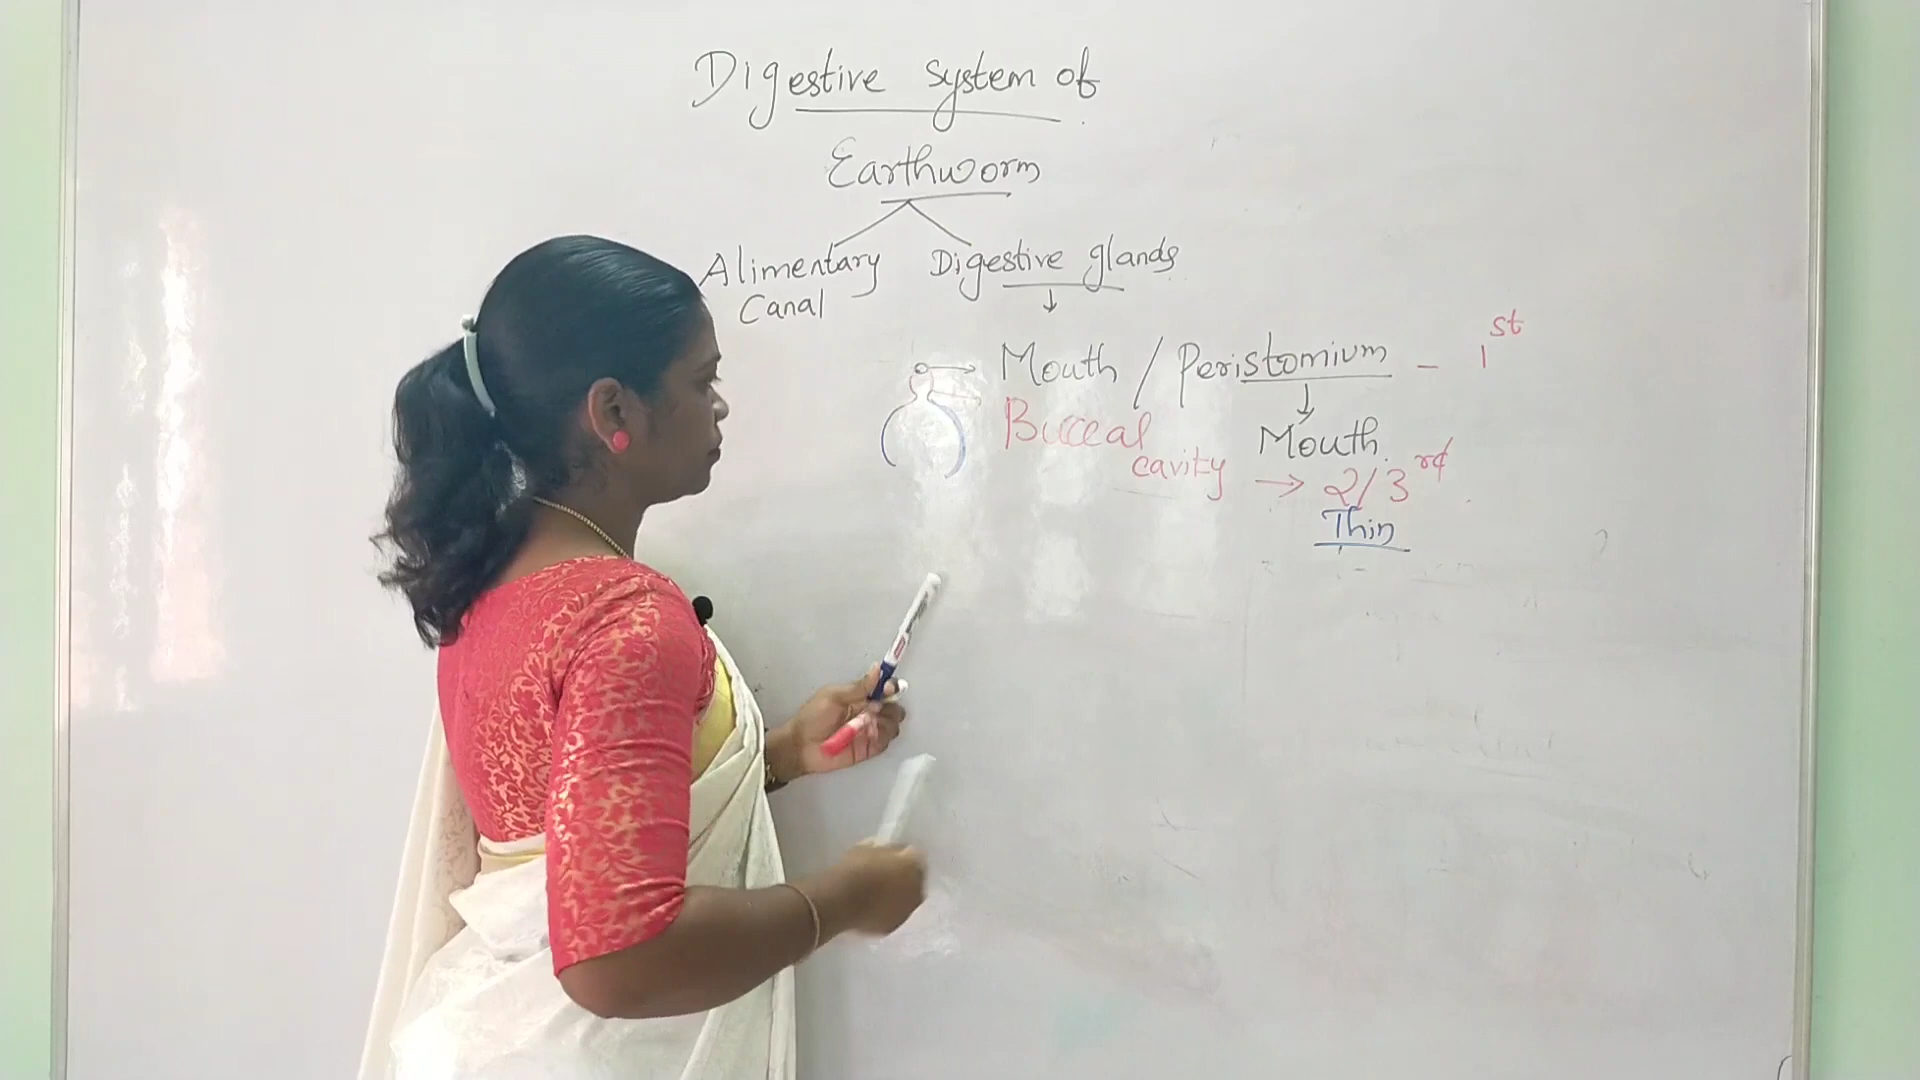 Digestive system of
Earthworm
Alimentary Digestive glands
Canal
Mouth / Peristomium - 1st
Buccal cavity Mouth
→ 2/3rd
Thin